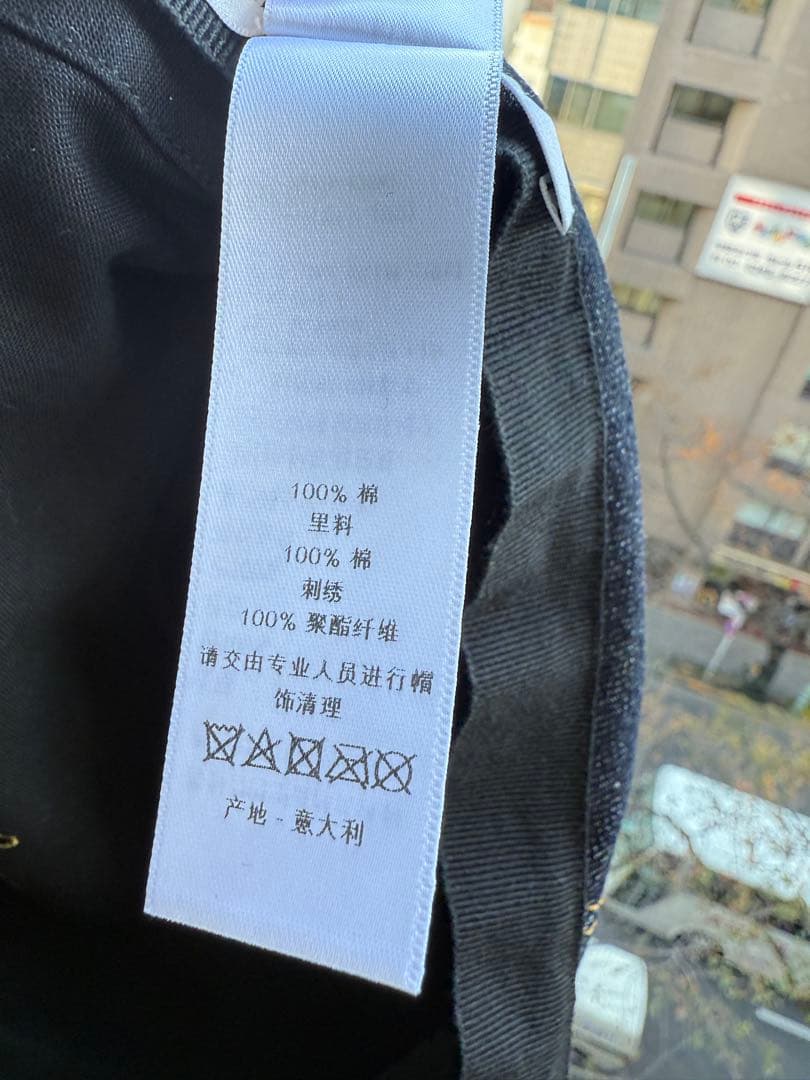 100% 棉
里料
100% 棉
刺绣
100% 聚酯纤维
请交由专业人员进行帽
饰清理
产地 - 意大利